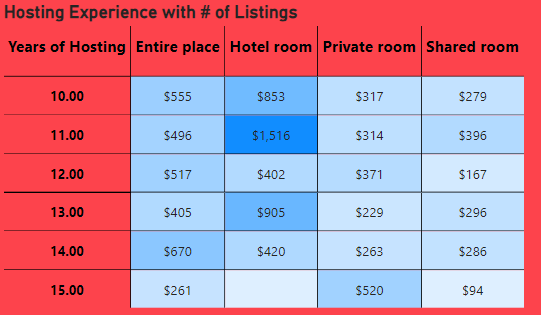 Hosting Experience with # of Listings
Years of Hosting Entire place Hotel room Private room Shared room
10.00 $555 $853 $317 $279
11.00 $496 $1,516 $314 $396
12.00 $517 $402 $371 $167
13.00 $405 $905 $229 $296
14.00 $670 $420 $263 $286
15.00 $261 $520 $94